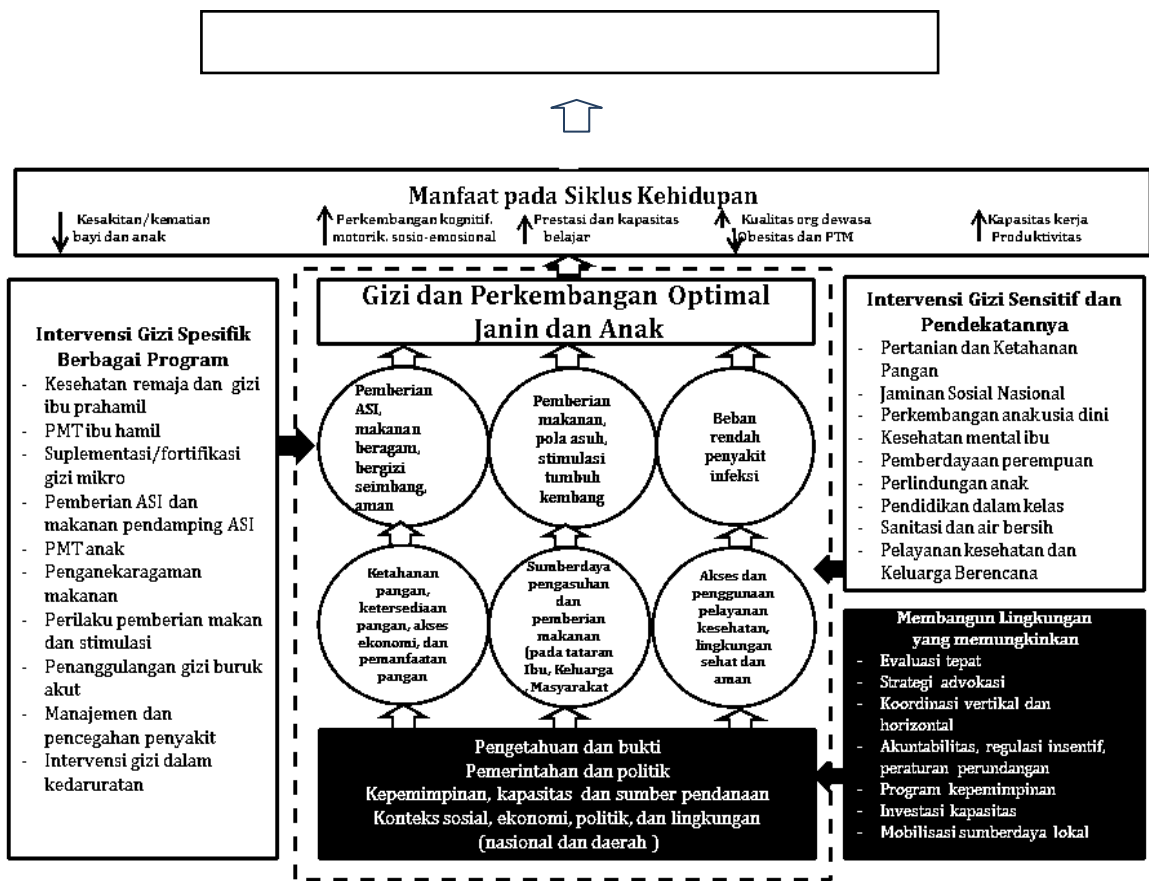 Manfaat pada Siklus Kehidupan
Kesakitan/kematian
bayi dan anak
Perkembangan kognitif,
motorik, sosio-emosional
Prestasi dan kapasitas
belajar
Kualitas org dewasa
Obesitas dan PTM
Kapasitas kerja
Produktivitas
Intervensi Gizi Spesifik
Berbagai Program
- Kesehatan remaja dan gizi
ibu prahamil
- PMT ibu hamil
- Suplementasi/fortifikasi
gizi mikro
- Pemberian ASI dan
makanan pendamping ASI
- PMT anak
- Penganekaragaman
makanan
- Perilaku pemberian makan
dan stimulasi
- Penanggulangan gizi buruk
akut
- Manajemen dan
pencegahan penyakit
- Intervensi gizi dalam
kedaruratan
Gizi dan Perkembangan Optimal
Janin dan Anak
Pemberian
ASI,
makanan
beragam,
bergizi
seimbang,
aman
Pemberian
makanan,
pola asuh,
stimulasi
tumbuh
kembang
Beban
rendah
penyakit
infeksi
Ketahanan
pangan,
ketersediaan
pangan, akses
ekonomi, dan
pemanfaatan
pangan
Sumberdaya
pengasuhan
dan
pemberian
makanan
(pada tataran
Ibu, Keluarga
,Masyarakat
Akses dan
penggunaan
pelayanan
kesehatan,
lingkungan
sehat dan
aman
Pengetahuan dan bukti
Pemerintahan dan politik
Kepemimpinan, kapasitas dan sumber pendanaan
Konteks sosial, ekonomi, politik, dan lingkungan
(nasional dan daerah )
Intervensi Gizi Sensitif dan
Pendekatannya
- Pertanian dan Ketahanan
Pangan
- Jaminan Sosial Nasional
- Perkembangan anak usia dini
- Kesehatan mental ibu
- Pemberdayaan perempuan
- Perlindungan anak
- Pendidikan dalam kelas
- Sanitasi dan air bersih
- Pelayanan kesehatan dan
Keluarga Berencana
Membangun Lingkungan
yang memungkinkan
- Evaluasi tepat
- Strategi advokasi
- Koordinasi vertikal dan
horizontal
- Akuntabilitas, regulasi insentif,
peraturan perundangan
- Program kepemimpinan
- Investasi kapasitas
- Mobilisasi sumberdaya lokal